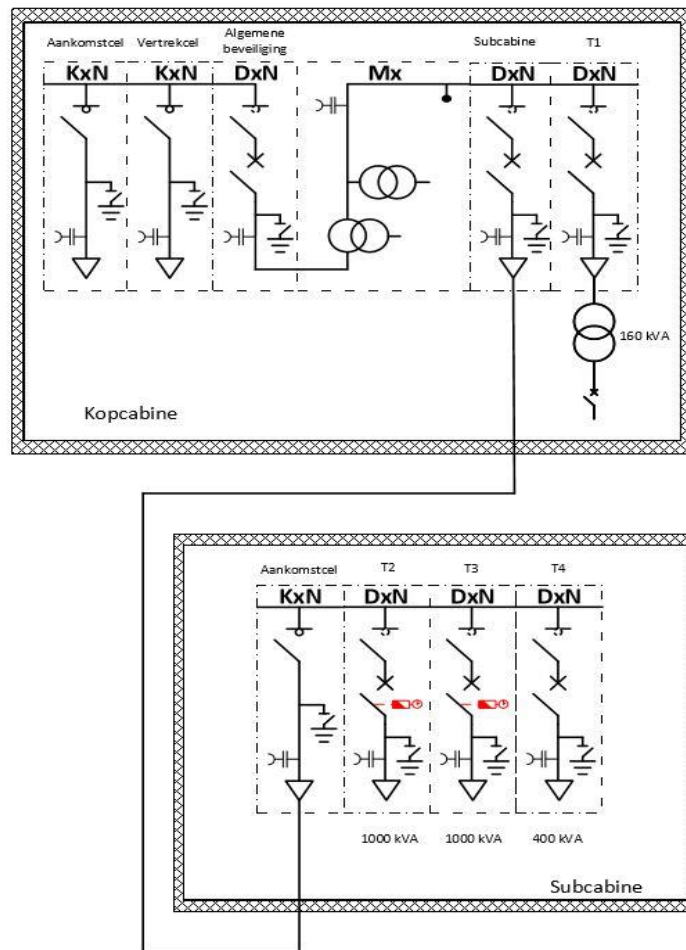 Aankomstcel
Vertrekcel
Algemene
beveiliging
Subcabine
T1
KxN
KxN
DxN
Mx
DxN
DxN
160 kVA
Kopcabine
Aankomstcel
T2
T3
T4
KxN
DxN
DxN
DxN
1000 kVA
1000 kVA
400 kVA
Subcabine